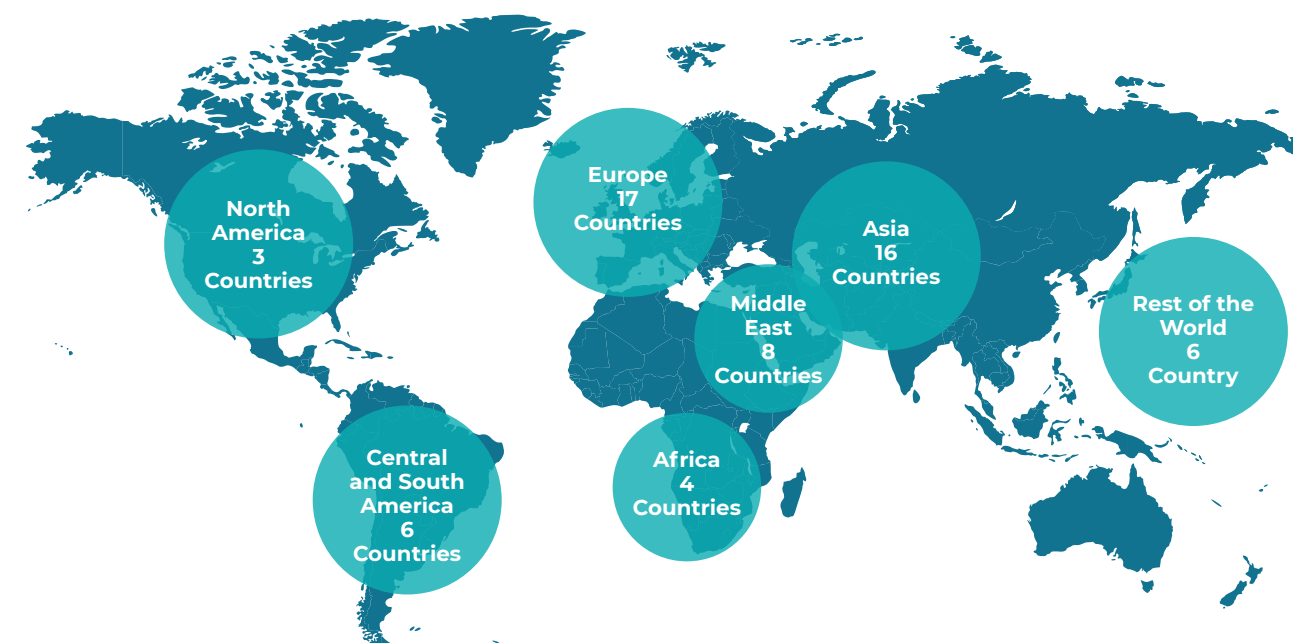 North
America
3
Countries
Europe
17
Countries
Asia
16
Countries
Middle
East
8
Countries
Rest of the
World
6
Country
Central
and South
America
6
Countries
Africa
4
Countries